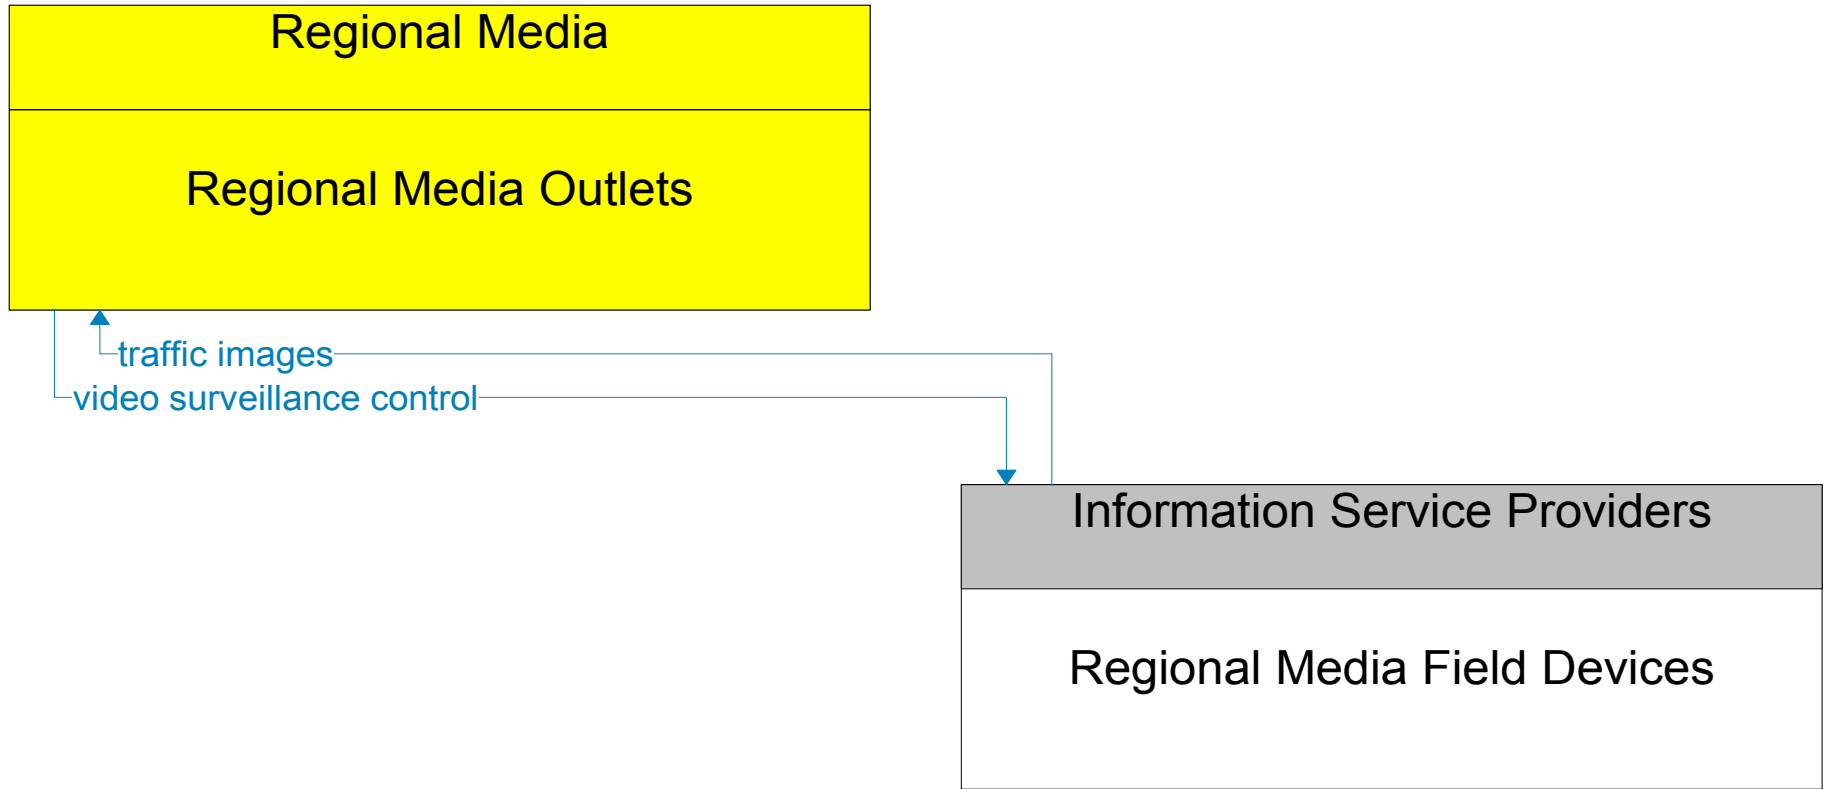 Regional Media
Regional Media Outlets
traffic images
video surveillance control
Information Service Providers
Regional Media Field Devices